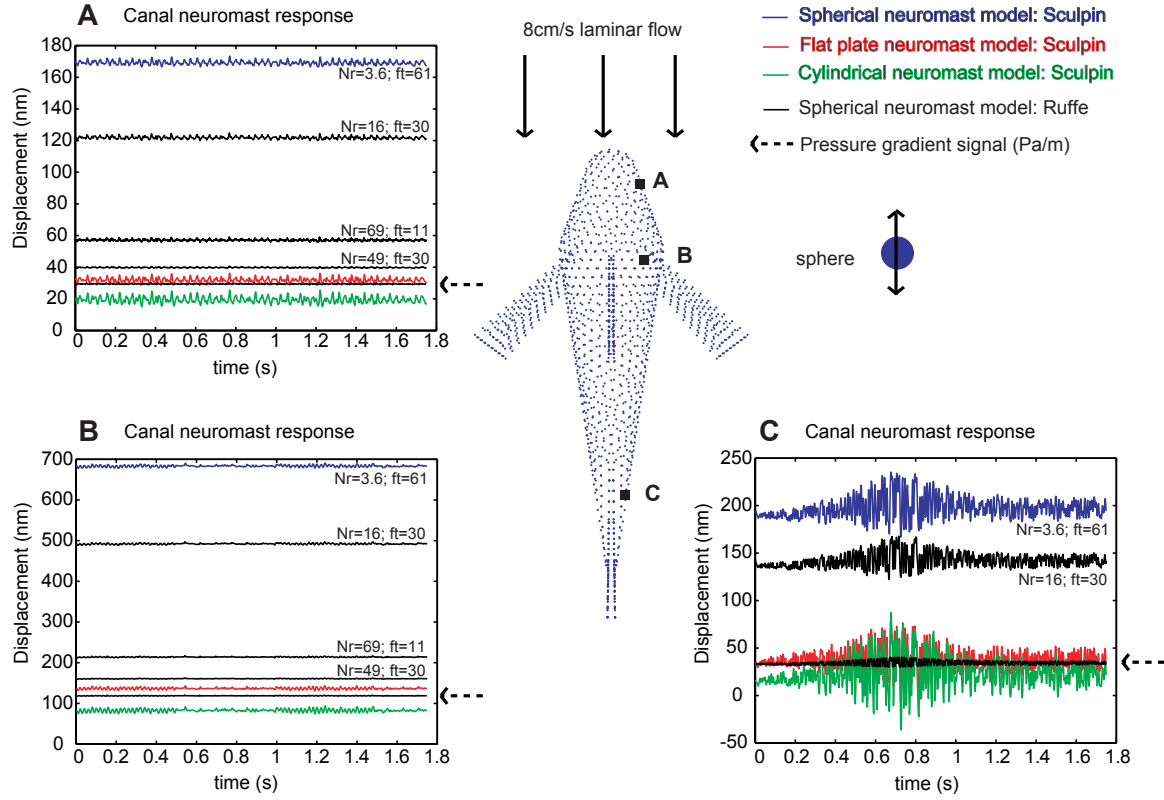 A Canal neuromast response
Displacement (nm)
180
160
140
120
100
80
60
40
20
0
Nr=3.6; ft=61
Nr=16; ft=30
Nr=69; ft=11
Nr=49; ft=30
0 0.2 0.4 0.6 0.8 1 1.2 1.4 1.6 1.8
time (s)
8cm/s laminar flow
A
B
C
Spherical neuromast model: Sculpin
Flat plate neuromast model: Sculpin
Cylindrical neuromast model: Sculpin
Spherical neuromast model: Ruffe
Pressure gradient signal (Pa/m)
sphere
B Canal neuromast response
Displacement (nm)
700
600
500
400
300
200
100
0
Nr=3.6; ft=61
Nr=16; ft=30
Nr=69; ft=11
Nr=49; ft=30
0 0.2 0.4 0.6 0.8 1 1.2 1.4 1.6 1.8
time (s)
C Canal neuromast response
Displacement (nm)
250
200
150
100
50
0
-50
Nr=3.6; ft=61
Nr=16; ft=30
0 0.2 0.4 0.6 0.8 1 1.2 1.4 1.6 1.8
time (s)